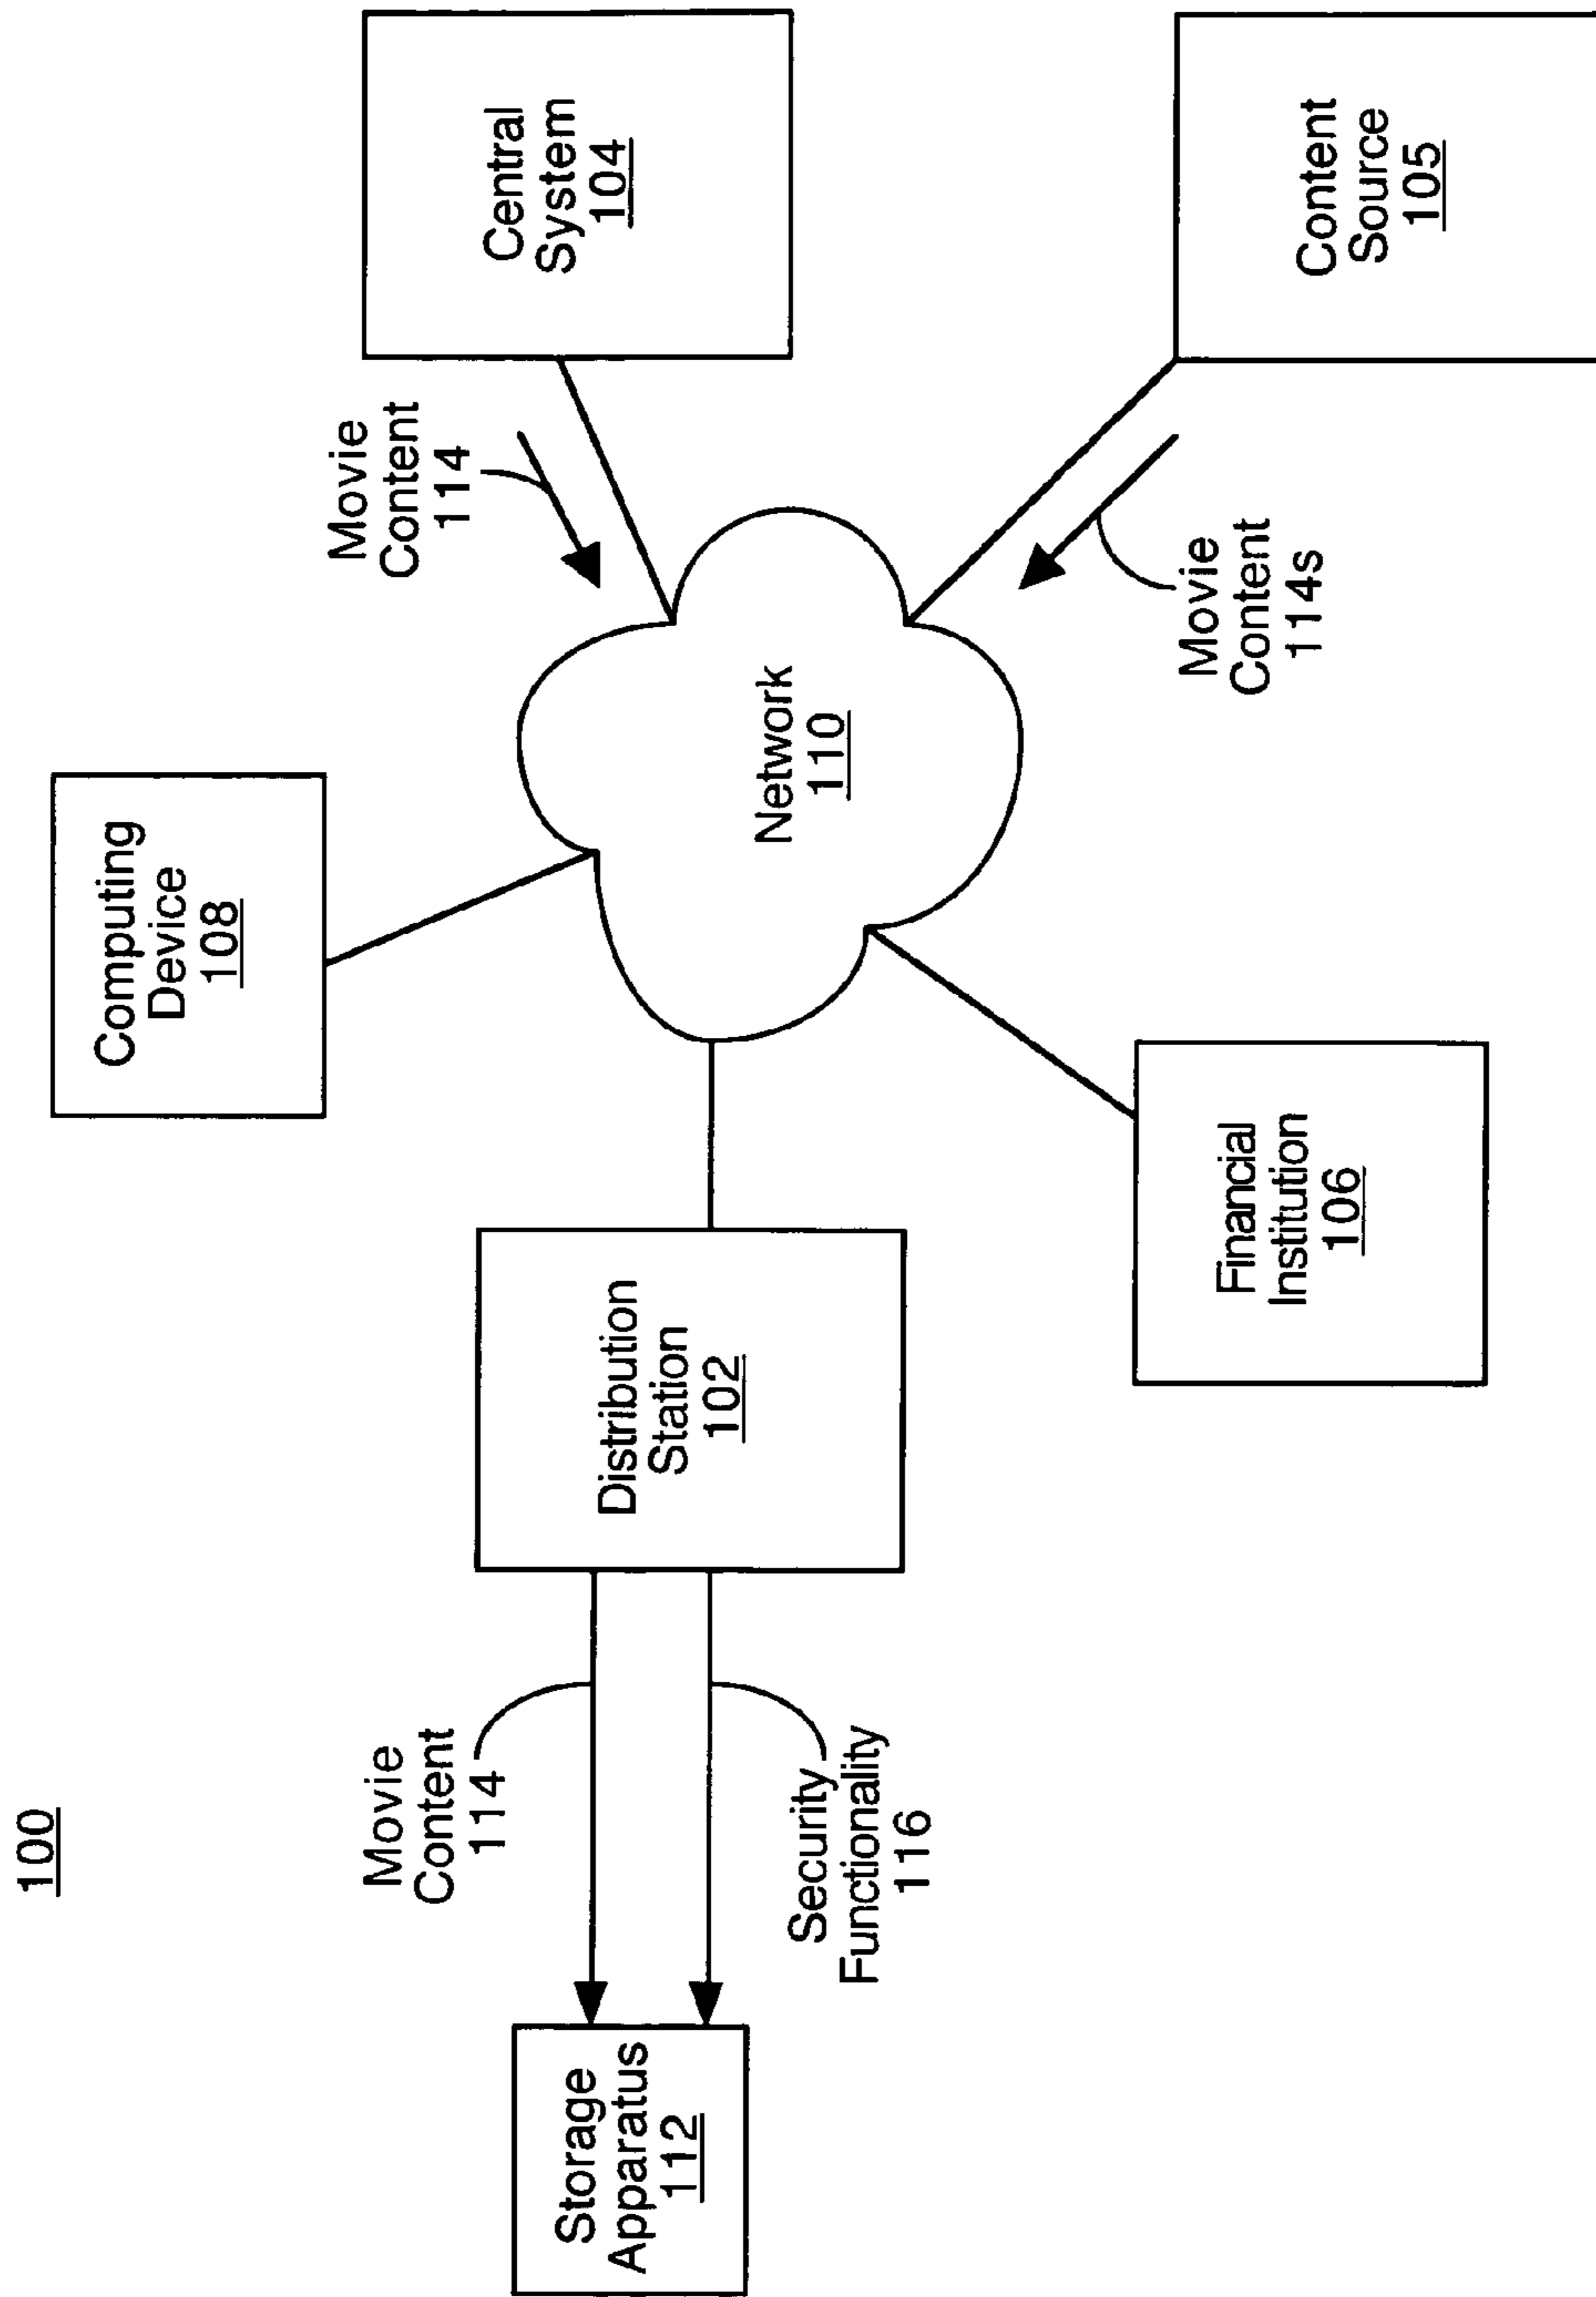 100
Storage
Apparatus
112
Movie
Content
114
Security
Functionality
116
Distribution
Station
102
Computing
Device
108
Financial
Institution
106
Network
110
Movie
Content
114
Movie
Content
114s
Central
System
104
Content
Source
105